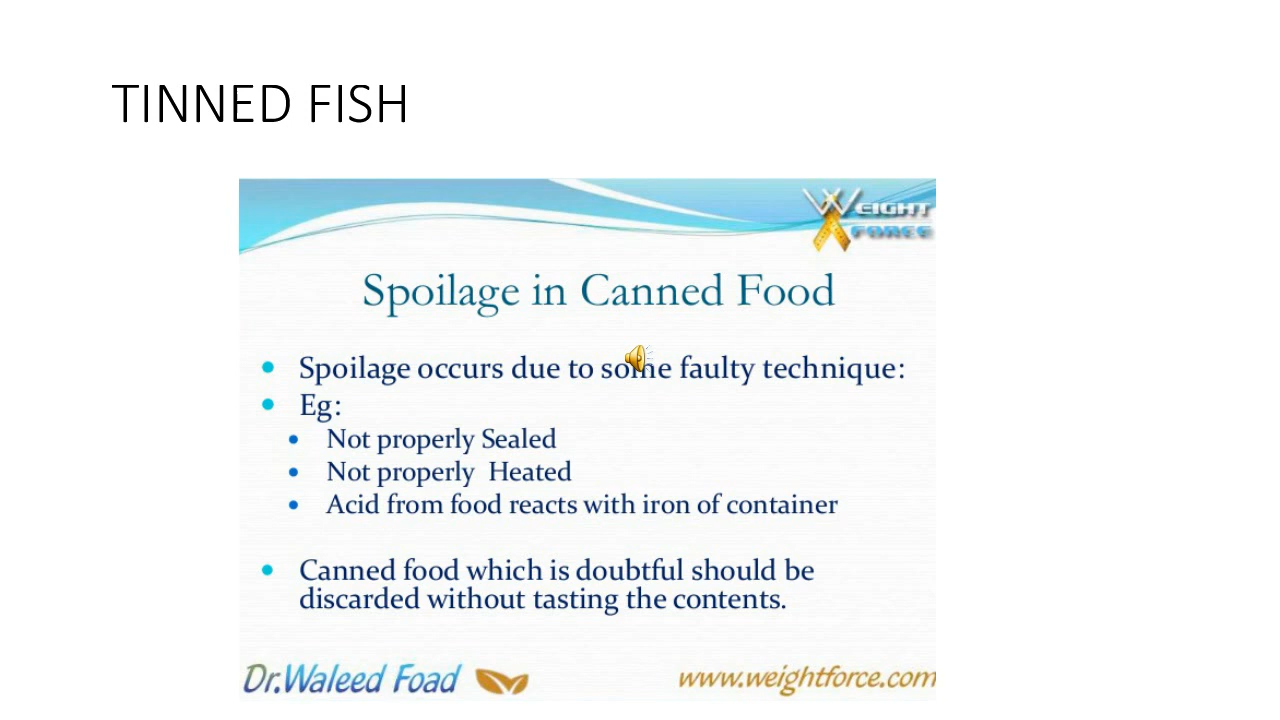 TINNED FISH
WEIGHT
FORCE
Spoilage in Canned Food
Spoilage occurs due to some faulty technique:
Eg:
Not properly Sealed
Not properly Heated
Acid from food reacts with iron of container
Canned food which is doubtful should be
discarded without tasting the contents.
Dr.Waleed Foad
www.weightforce.com